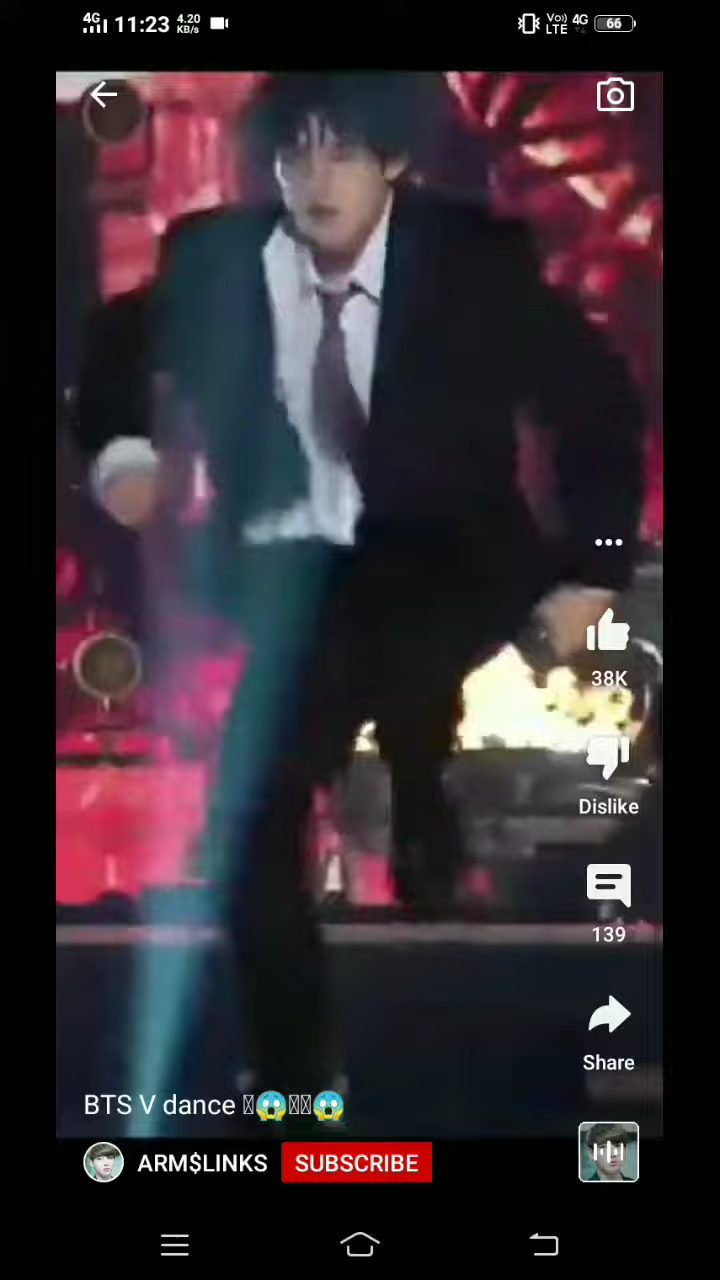 4G 11:23 4.20 KB/s Vo) LTE 4G 66
38K
Dislike
139
Share
BTS V dance 😱😱
ARM$LINKS SUBSCRIBE